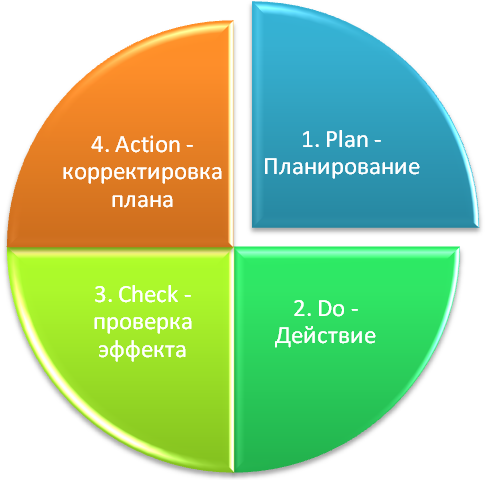 1. Plan -
Планирование
2. Do -
Действие
3. Check -
проверка
эффекта
4. Action -
корректировка
плана